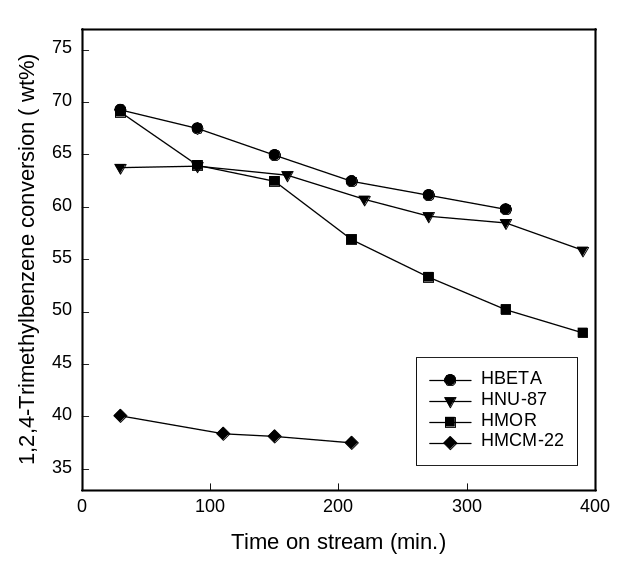 1,2,4-Trimethylbenzene conversion ( wt%)
75
70
65
60
55
50
45
40
35
HBETA
HNU-87
HMOR
HMCM-22
0 100 200 300 400
Time on stream (min.)